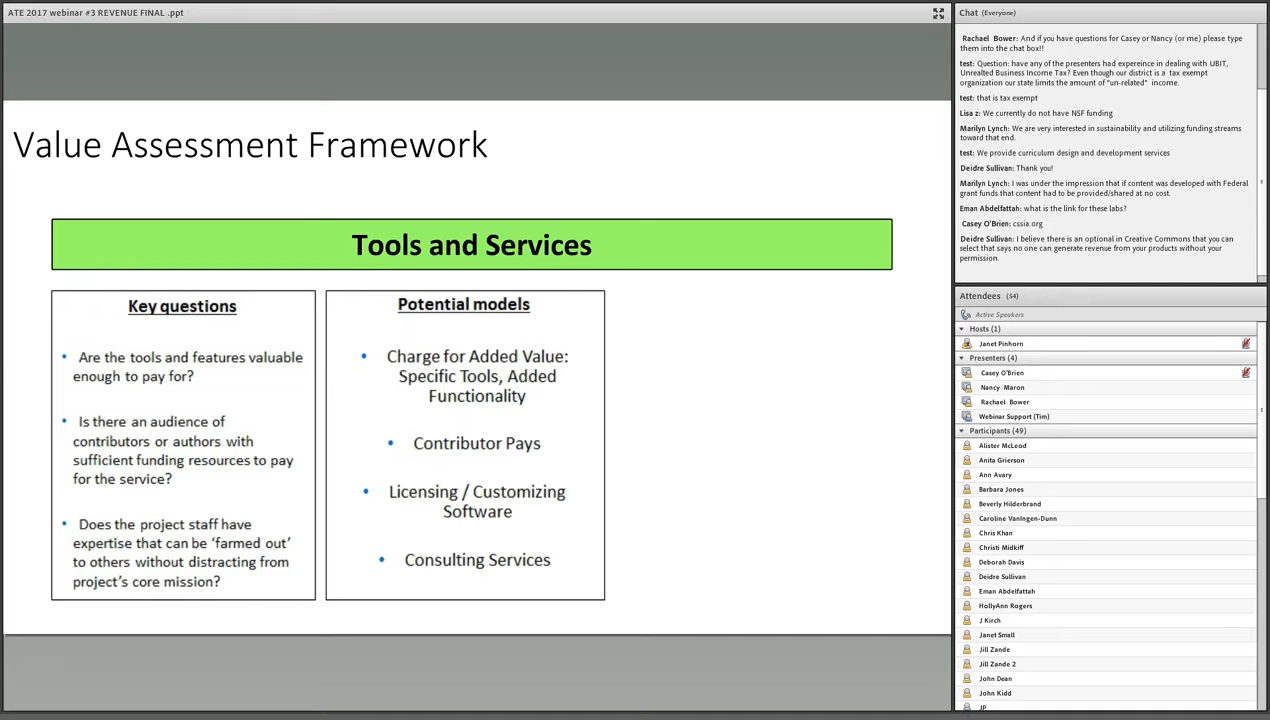 ATE 2017 webinar #3 REVENUE FINAL .ppt
Value Assessment Framework
Tools and Services
Key questions
• Are the tools and features valuable
enough to pay for?
• Is there an audience of
contributors or authors with
sufficient funding resources to pay
for the service?
• Does the project staff have
expertise that can be ‘farmed out’
to others without distracting from
project’s core mission?
Potential models
• Charge for Added Value:
Specific Tools, Added
Functionality
• Contributor Pays
• Licensing / Customizing
Software
• Consulting Services
Chat (Everyone)
Rachael Bower: And if you have questions for Casey or Nancy (or me) please type
them into the chat box!!
test: Question: have any of the presenters had expereince in dealing with UBIT,
Unrealted Business Income Tax? Even though our district is a tax exempt
organization our state limits the amount of "un-related" income.
test: that is tax exempt
Lisa z: We currently do not have NSF funding
Marilyn Lynch: We are very interested in sustainability and utilizing funding streams
toward that end.
test: We provide curriculum design and development services
Deidre Sullivan: Thank you!
Marilyn Lynch: I was under the impression that if content was developed with Federal
grant funds that content had to be provided/shared at no cost.
Eman Abdelfattah: what is the link for these labs?
Casey O'Brien: cssia.org
Deidre Sullivan: I believe there is an optional in Creative Commons that you can
select that says no one can generate revenue from your products without your
permission.
Attendees (54)
Active Speakers
Hosts (1)
Janet Pinhorn
Presenters (4)
Casey O'Brien
Nancy Maron
Rachael Bower
Webinar Support (Tim)
Participants (49)
Alister McLeod
Anita Grierson
Ann Avary
Barbara Jones
Beverly Hilderbrand
Caroline VanIngen-Dunn
Chris Khan
Christi Midkiff
Deborah Davis
Deidre Sullivan
Eman Abdelfattah
HollyAnn Rogers
J Kirch
Janet Small
Jill Zande
Jill Zande 2
John Dean
John Kidd
JP